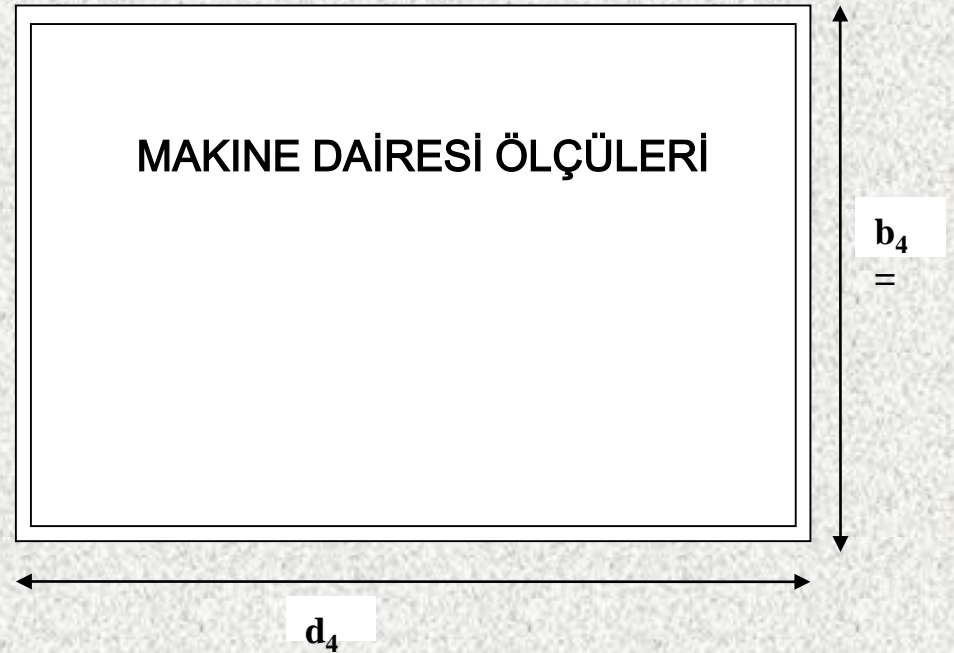 MAKINE DAİRESİ ÖLÇÜLERİ
b₄
=
d₄